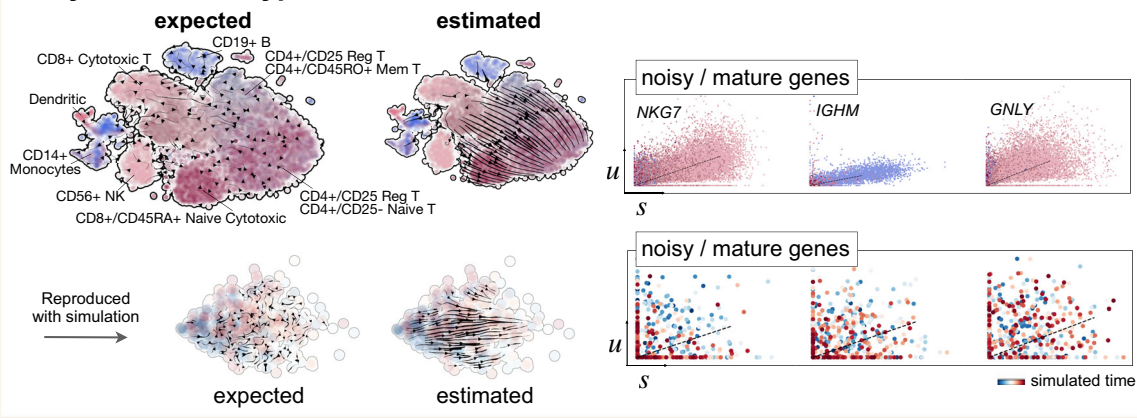 expected
estimated
CD19+ B
CD8+ Cytotoxic T
CD4+/CD25 Reg T
CD4+/CD45RO+ Mem T
Dendritic
CD14+
Monocytes
CD56+ NK
CD4+/CD25 Reg T
CD4+/CD25- Naive T
CD8+/CD45RA+ Naive Cytotoxic
noisy / mature genes
NKG7
IGHM
GNLY
u
s
Reproduced
with simulation
expected
estimated
noisy / mature genes
u
s
simulated time